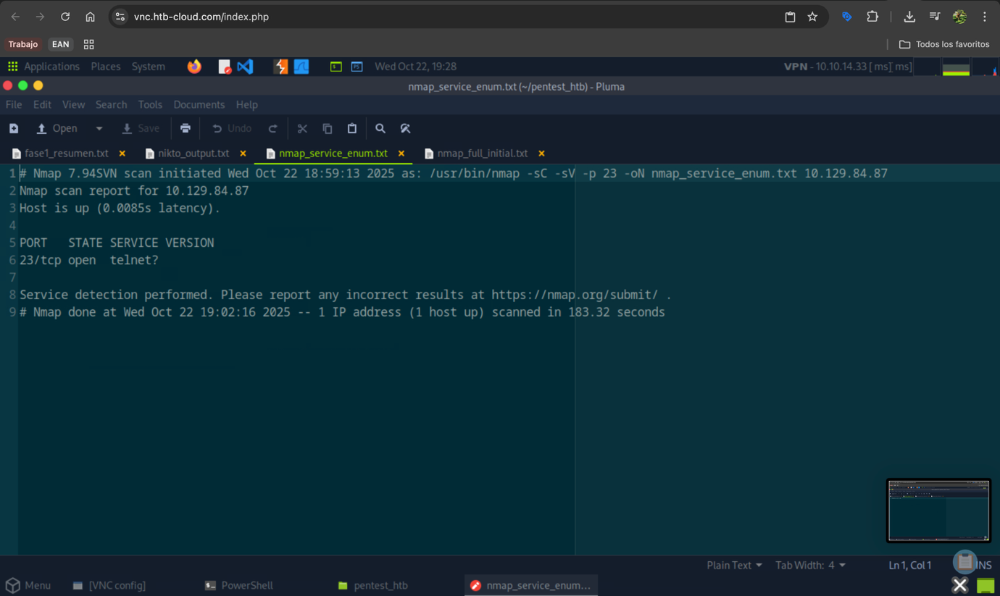 vnc.htb-cloud.com/index.php
Trabajo EAN Todos los favoritos
Applications Places System Wed Oct 22, 19:28 VPN - 10.10.14.33 [ ms][ ms]
nmap_service_enum.txt (~/pentest_htb) - Pluma
File Edit View Search Tools Documents Help
Open Save Undo
fase1_resumen.txt nikto_output.txt nmap_service_enum.txt nmap_full_initial.txt
1 # Nmap 7.94SVN scan initiated Wed Oct 22 18:59:13 2025 as: /usr/bin/nmap -sC -sV -p 23 -oN nmap_service_enum.txt 10.129.84.87
2 Nmap scan report for 10.129.84.87
3 Host is up (0.0085s latency).
4
5 PORT STATE SERVICE VERSION
6 23/tcp open telnet?
7
8 Service detection performed. Please report any incorrect results at https://nmap.org/submit/ .
9 # Nmap done at Wed Oct 22 19:02:16 2025 -- 1 IP address (1 host up) scanned in 183.32 seconds
Plain Text Tab Width: 4 Ln 1, Col 1 INS
Menu [VNC config] PowerShell pentest_htb nmap_service_enum...